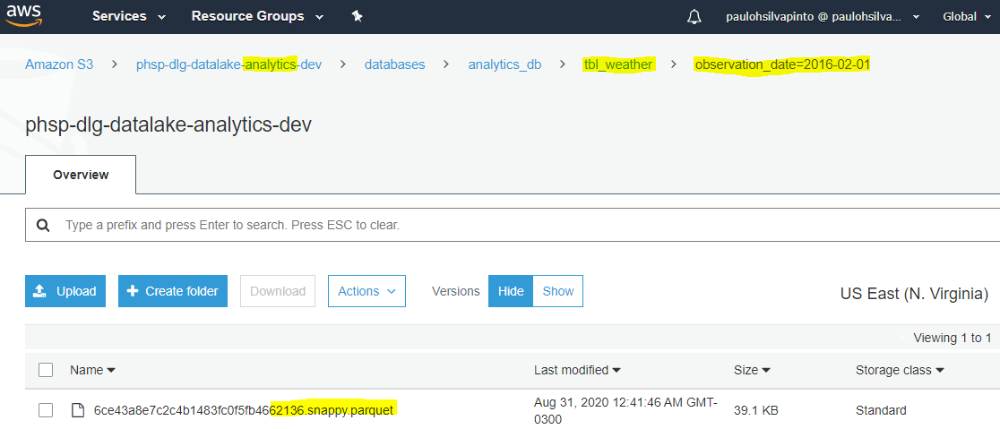 aws Services Resource Groups paulohsilvapinto @ paulohsilva... Global
Amazon S3 > phsp-dlg-datalake-analytics-dev > databases > analytics_db > tbl_weather > observation_date=2016-02-01
phsp-dlg-datalake-analytics-dev
Overview
Type a prefix and press Enter to search. Press ESC to clear.
Upload Create folder Download Actions Versions Hide Show US East (N. Virginia)
Viewing 1 to 1
Name Last modified Size Storage class
6ce43a8e7c2c4b1483fc0f5fb4662136.snappy.parquet Aug 31, 2020 12:41:46 AM GMT- 39.1 KB Standard
0300